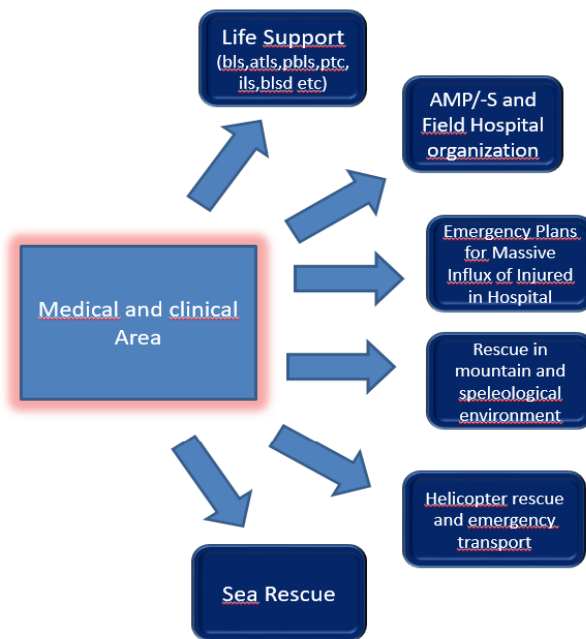 Life Support
(bls,atls,pbls,ptc,
ils,blsd etc)
AMP/-S and
Field Hospital
organization
Emergency Plans
for Massive
Influx of Injured
in Hospital
Medical and clinical
Area
Rescue in
mountain and
speleological
environment
Helicopter rescue
and emergency
transport
Sea Rescue